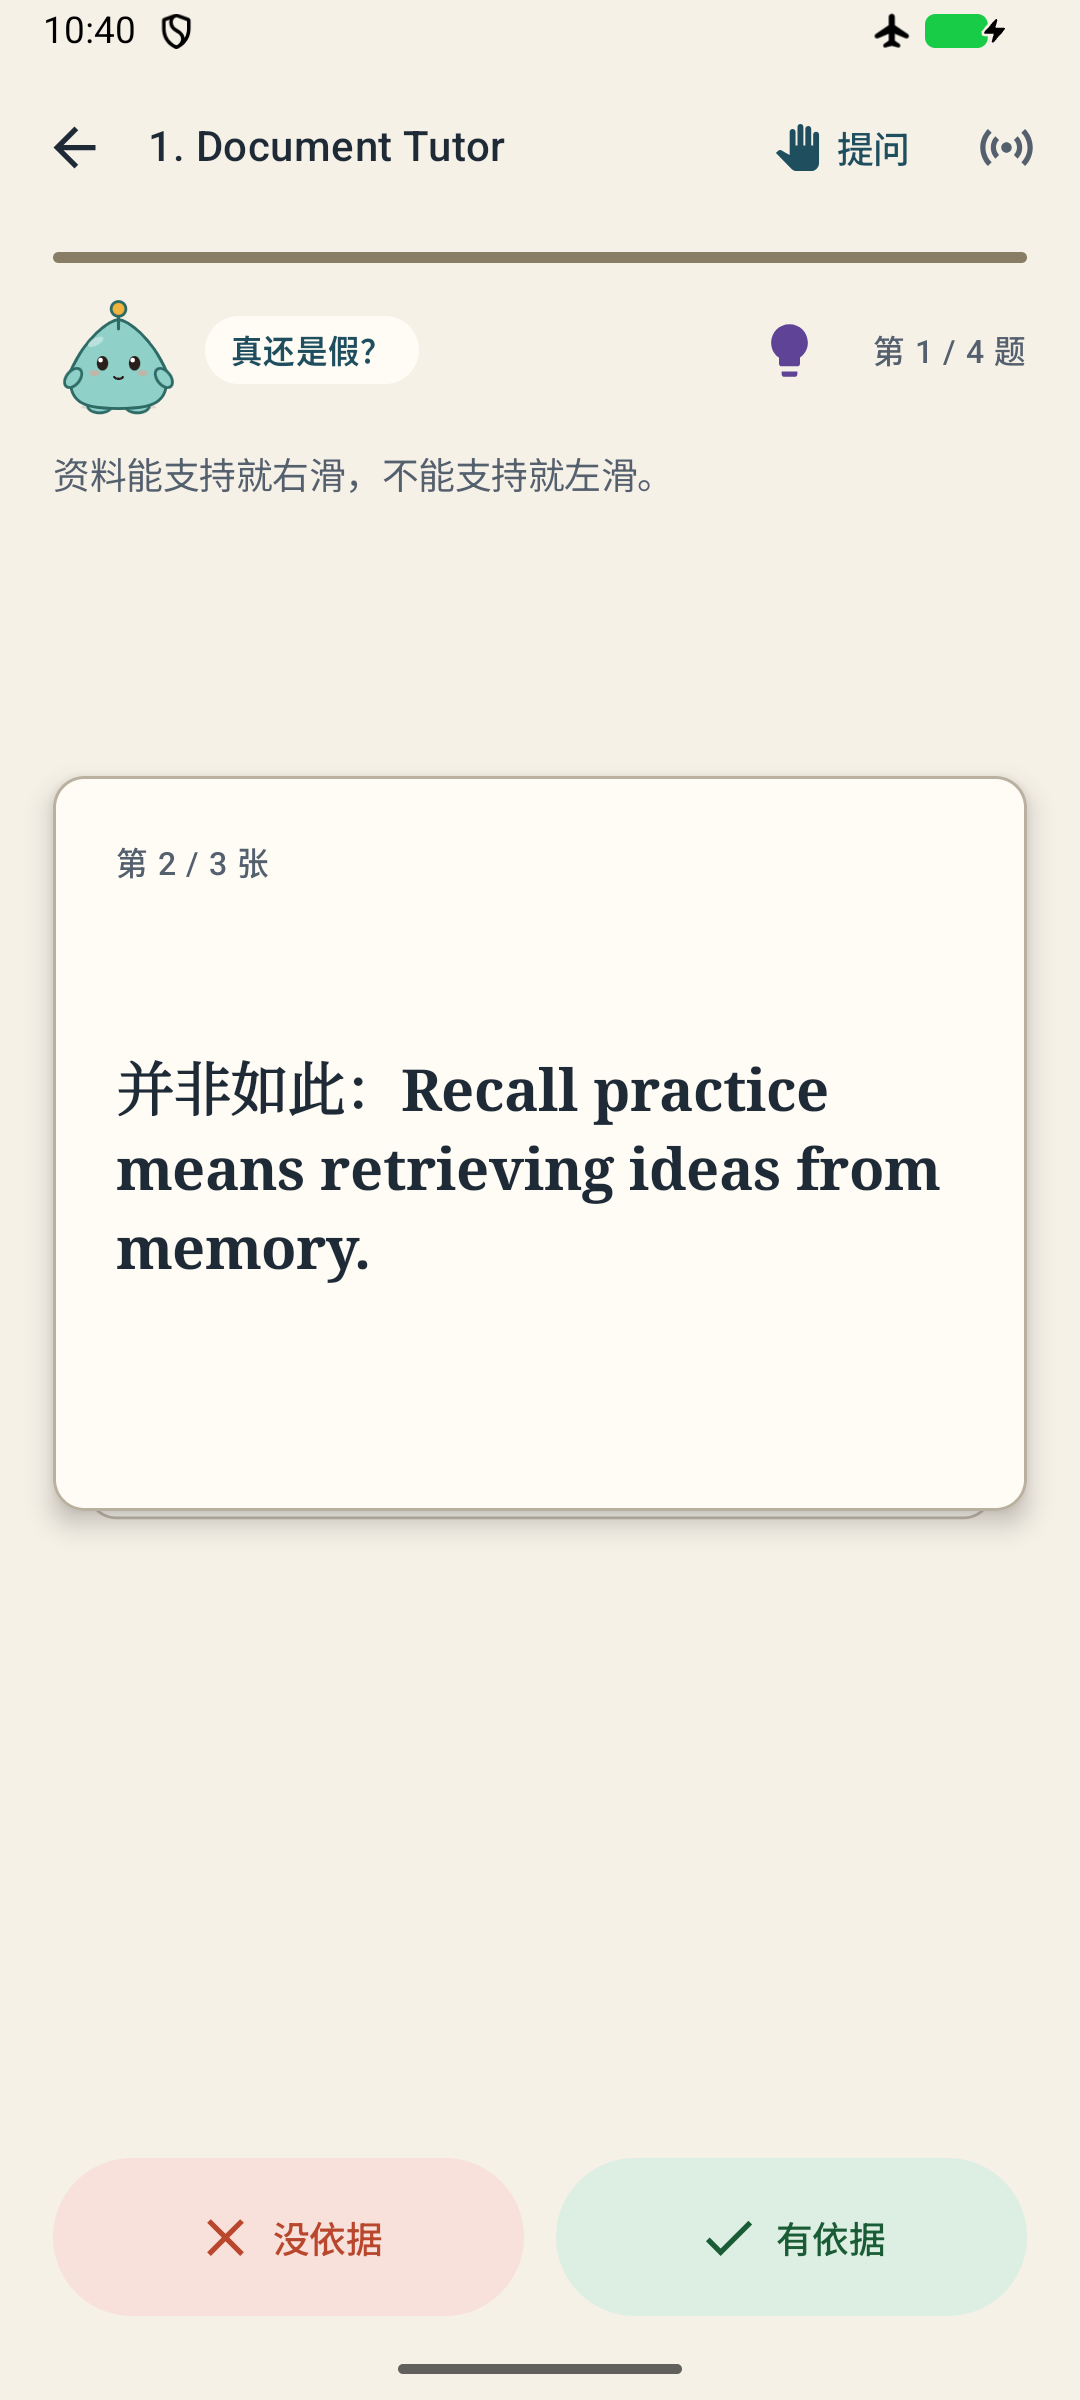 10:40
1. Document Tutor
提问
真还是假？
第 1 / 4 题
资料能支持就右滑，不能支持就左滑。
第 2 / 3 张
并非如此：Recall practice
means retrieving ideas from
memory.
没依据
有依据